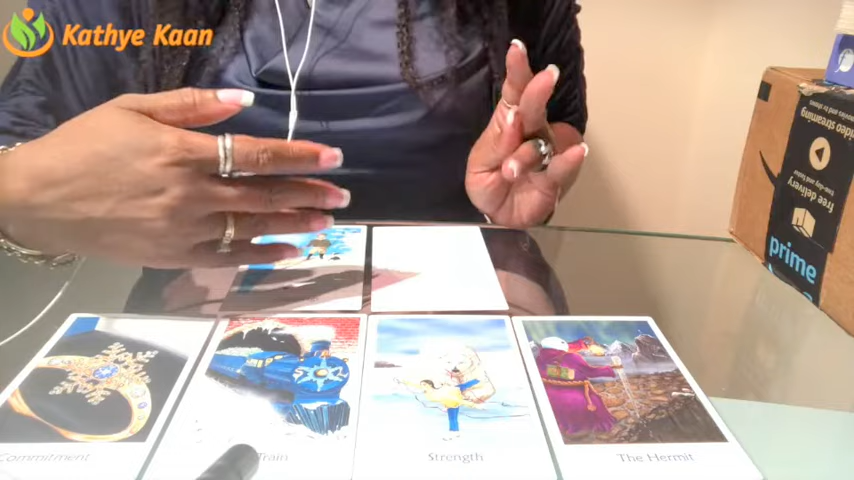 Kathye Kaan
video streaming
free delivery
prime
Commitment
Train
Strength
The Hermit